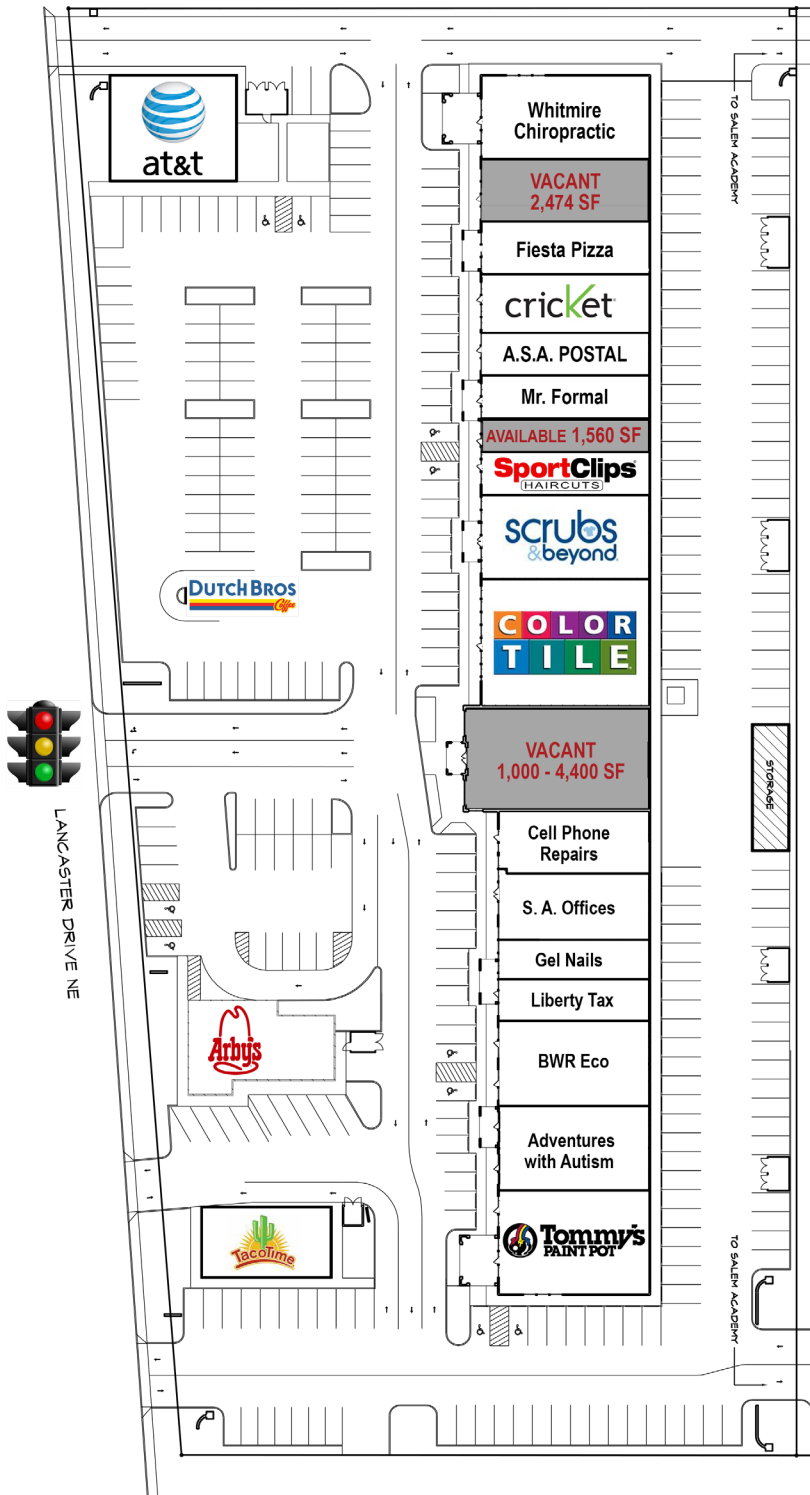 at&t
Whitmire
Chiropractic
TO SALEM ACADEMY
VACANT
2,474 SF
Fiesta Pizza
cricket
A.S.A. POSTAL
Mr. Formal
AVAILABLE 1,560 SF
SportClips
HAIRCUTS
scrubs
&beyond.
DUTCH BROS
Coffee
COLOR
TILE
VACANT
1,000 - 4,400 SF
STORAGE
LANCASTER DRIVE NE
Cell Phone
Repairs
S. A. Offices
Gel Nails
Liberty Tax
Arby's
BWR Eco
Adventures
with Autism
TacoTime
Tommy's
PAINT POT
TO SALEM ACADEMY